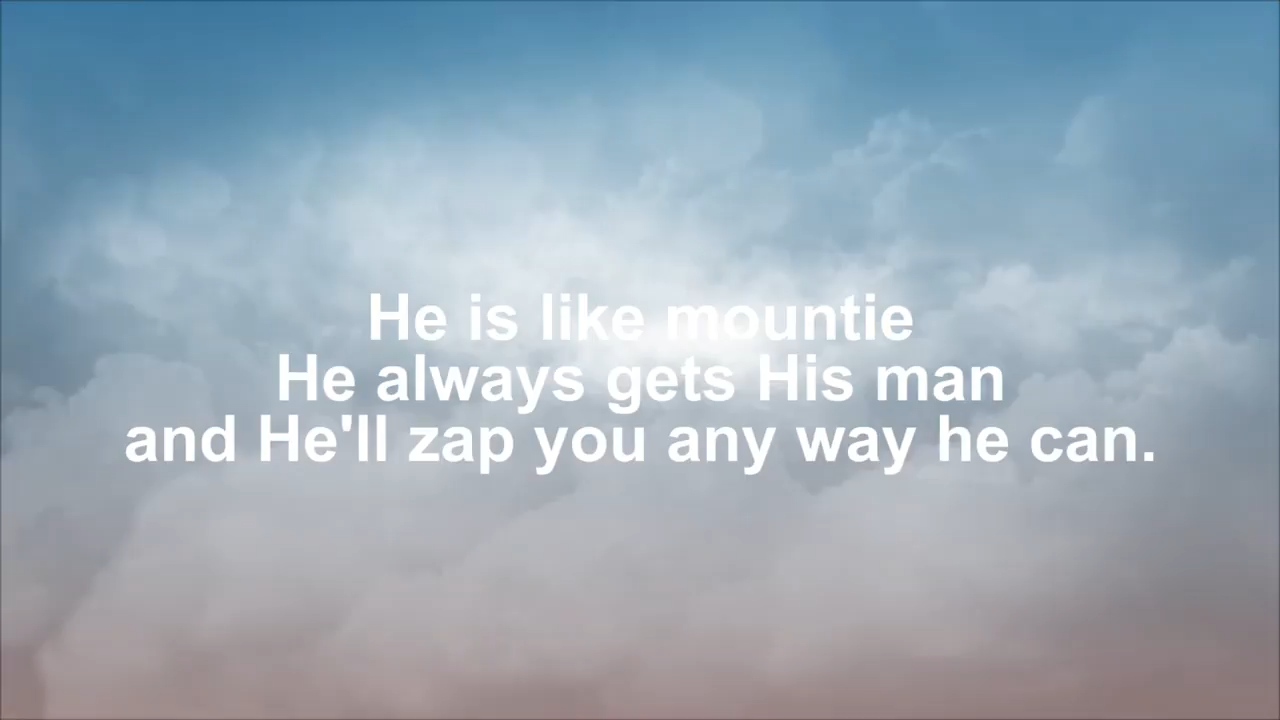 He is like mountie
He always gets His man
and He'll zap you any way he can.